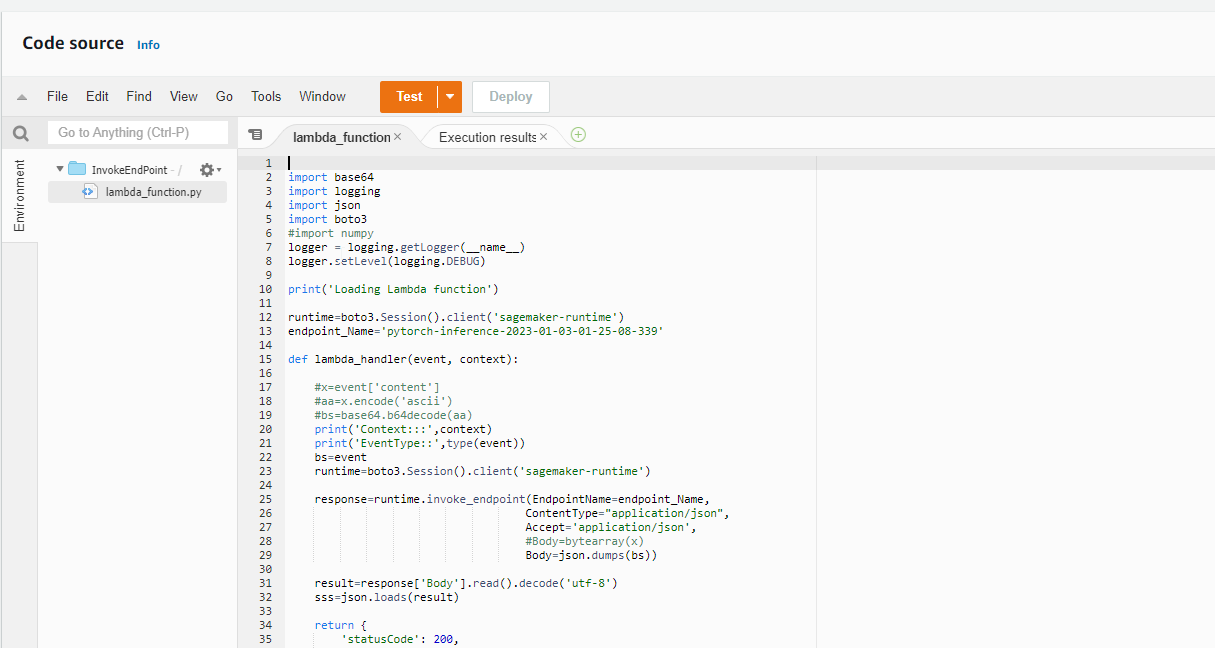 Code source Info
File Edit Find View Go Tools Window Test Deploy
Go to Anything (Ctrl-P)
lambda_function × Execution results ×
Environment
InvokeEndPoint - /
lambda_function.py
1
2 import base64
3 import logging
4 import json
5 import boto3
6 #import numpy
7 logger = logging.getLogger(__name__)
8 logger.setLevel(logging.DEBUG)
9
10 print('Loading Lambda function')
11
12 runtime=boto3.Session().client('sagemaker-runtime')
13 endpoint_Name='pytorch-inference-2023-01-03-01-25-08-339'
14
15 def lambda_handler(event, context):
16
17     #x=event['content']
18     #aa=x.encode('ascii')
19     #bs=base64.b64decode(aa)
20     print('Context:::',context)
21     print('EventType::',type(event))
22     bs=event
23     runtime=boto3.Session().client('sagemaker-runtime')
24
25     response=runtime.invoke_endpoint(EndpointName=endpoint_Name,
26                                     ContentType="application/json",
27                                     Accept='application/json',
28                                     #Body=bytearray(x)
29                                     Body=json.dumps(bs))
30
31     result=response['Body'].read().decode('utf-8')
32     sss=json.loads(result)
33
34     return {
35         'statusCode': 200,